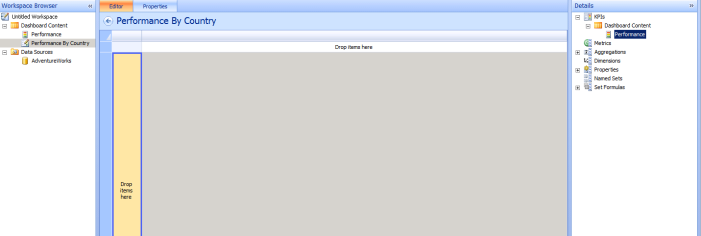 Workspace Browser
Untitled Workspace
Dashboard Content
Performance
Performance By Country
Data Sources
AdventureWorks
Editor
Properties
Performance By Country
Drop items here
Drop
items
here
Details
KPIs
Dashboard Content
Performance
Metrics
Aggregations
Dimensions
Properties
Named Sets
Set Formulas